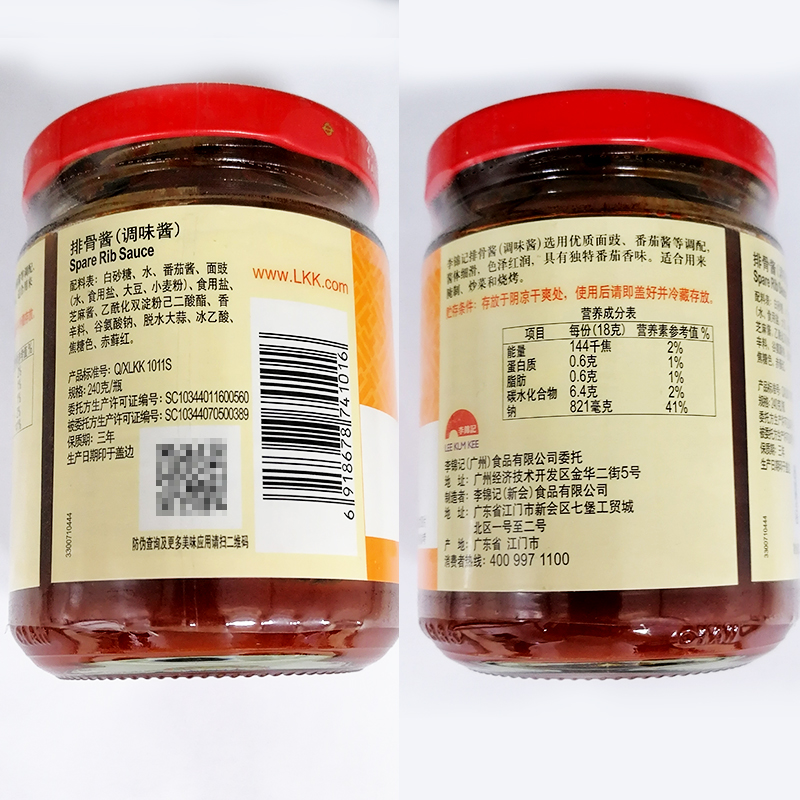 排骨酱(调味酱)
Spare Rib Sauce
配料表: 白砂糖、水、番茄酱、面豉
(水、食用盐、大豆、小麦粉)、食用盐、
芝麻酱、乙酰化双淀粉己二酸酯、香
辛料、谷氨酸钠、脱水大蒜、冰乙酸、
焦糖色、赤藓红。
产品标准号: Q/XLKK 1011S
规格: 240克/瓶
委托方生产许可证编号: SC10344011600560
被委托方生产许可证编号: SC10344070500389
保质期: 三年
生产日期印于盖边
防伪查询及更多美味应用请扫二维码
3300710444
www.LKK.com
6 918678 741016
李锦记排骨酱(调味酱)选用优质面豉、番茄酱等调配,
酱体细滑、色泽红润,具有独特番茄香味。适合用来
腌制、炒菜和烧烤。
贮存条件: 存放于阴凉干爽处, 使用后请即盖好并冷藏存放。
营养成分表
项目 每份(18克) 营养素参考值 %
能量 144千焦 2%
蛋白质 0.6克 1%
脂肪 0.6克 1%
碳水化合物 6.4克 2%
钠 821毫克 41%
李錦記
LEE KUM KEE
李锦记(广州)食品有限公司委托
地 址: 广州经济技术开发区金华二街5号
制造者: 李锦记(新会)食品有限公司
地 址: 广东省江门市新会区七堡工贸城
北区一号至二号
产 地: 广东省 江门市
消费者热线: 400 997 1100
排骨酱
Spare Rib
3300710444